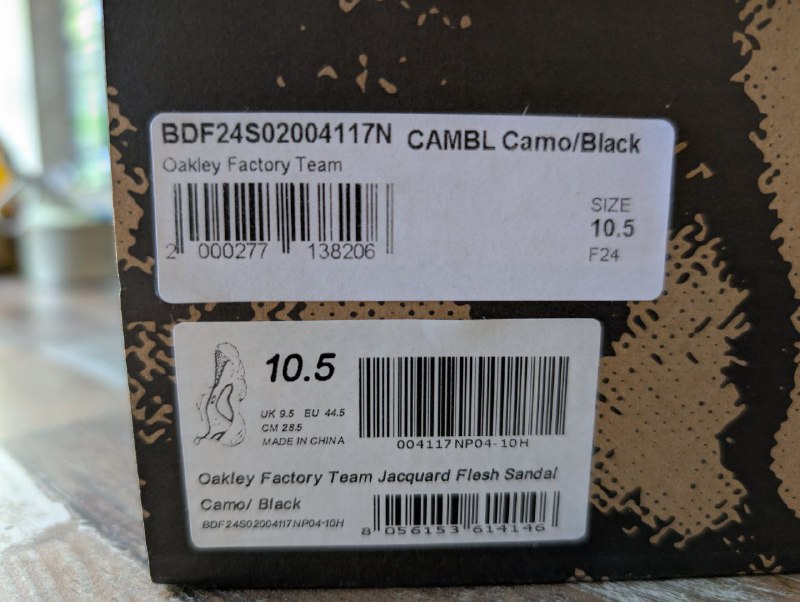 BDF24S02004117N CAMBL Camo/Black
Oakley Factory Team
SIZE
10.5
F24
2 000277 138206
10.5
UK 9.5 EU 44.5
CM 28.5
MADE IN CHINA
004117NP04-10H
Oakley Factory Team Jacquard Flesh Sandal
Camo/ Black
BDF24S02004117NP04-10H
8 056153 614146